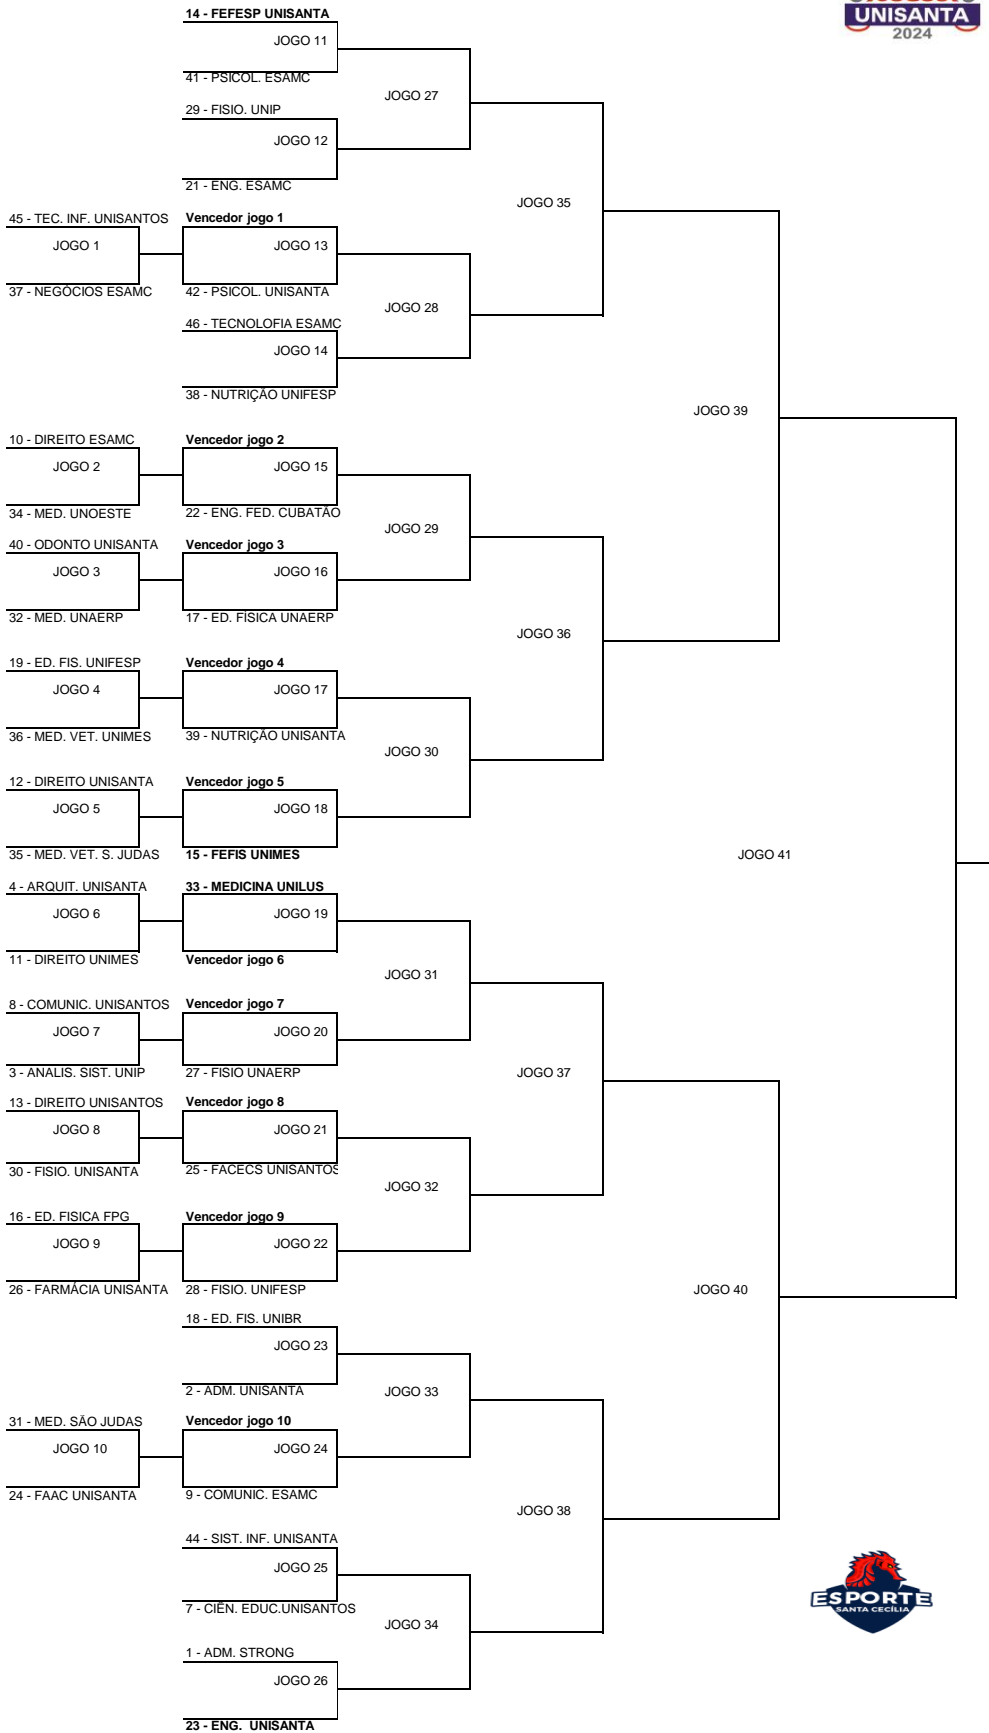 14 - FEFESP UNISANTA
UNISANTA
2024
JOGO 11
41 - PSICOL. ESAMC
JOGO 27
29 - FISIO. UNIP
JOGO 12
21 - ENG. ESAMC
JOGO 35
45 - TEC. INF. UNISANTOS
Vencedor jogo 1
JOGO 1
JOGO 13
37 - NEGÓCIOS ESAMC
42 - PSICOL. UNISANTA
JOGO 28
46 - TECNOLOFIA ESAMC
JOGO 14
38 - NUTRIÇÃO UNIFESP
JOGO 39
10 - DIREITO ESAMC
Vencedor jogo 2
JOGO 2
JOGO 15
34 - MED. UNOESTE
22 - ENG. FED. CUBATÃO
JOGO 29
40 - ODONTO UNISANTA
Vencedor jogo 3
JOGO 3
JOGO 16
32 - MED. UNAERP
17 - ED. FÍSICA UNAERP
JOGO 36
19 - ED. FIS. UNIFESP
Vencedor jogo 4
JOGO 4
JOGO 17
36 - MED. VET. UNIMES
39 - NUTRIÇÃO UNISANTA
JOGO 30
12 - DIREITO UNISANTA
Vencedor jogo 5
JOGO 5
JOGO 18
35 - MED. VET. S. JUDAS
15 - FEFIS UNIMES
JOGO 41
4 - ARQUIT. UNISANTA
33 - MEDICINA UNILUS
JOGO 6
JOGO 19
11 - DIREITO UNIMES
Vencedor jogo 6
JOGO 31
8 - COMUNIC. UNISANTOS
Vencedor jogo 7
JOGO 7
JOGO 20
3 - ANALIS. SIST. UNIP
27 - FISIO UNAERP
JOGO 37
13 - DIREITO UNISANTOS
Vencedor jogo 8
JOGO 8
JOGO 21
30 - FISIO. UNISANTA
25 - FACECS UNISANTOS
JOGO 32
16 - ED. FISICA FPG
Vencedor jogo 9
JOGO 9
JOGO 22
26 - FARMÁCIA UNISANTA
28 - FISIO. UNIFESP
JOGO 40
18 - ED. FIS. UNIBR
JOGO 23
2 - ADM. UNISANTA
JOGO 33
31 - MED. SÃO JUDAS
Vencedor jogo 10
JOGO 10
JOGO 24
24 - FAAC UNISANTA
9 - COMUNIC. ESAMC
JOGO 38
44 - SIST. INF. UNISANTA
JOGO 25
7 - CIÊN. EDUC.UNISANTOS
JOGO 34
ESPORTE
SANTA CECÍLIA
1 - ADM. STRONG
JOGO 26
23 - ENG. UNISANTA